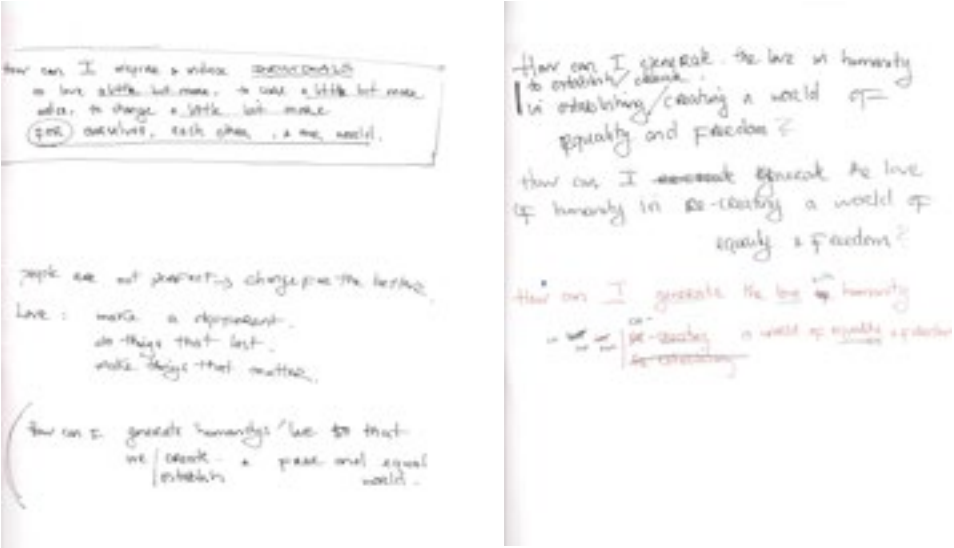 How can I inspire & induce INDIVIDUALS
to love a little bit more, to care a little bit more
to change a little bit more
FOR ourselves, each other, & the world.
people are not perfect → change for the better.
Love: make a
do things that last.
make things that matter.
How can I generate humanitys love so that
we create a free and equal
establish world.
How can I generate the love in humanity
to establish/create
in establishing/creating a world of
equality and freedom?
How can I generate the love
of humanity in re-creating a world of
equality & freedom?
How can I generate the love humanity
re-creating a world of equality & freedom